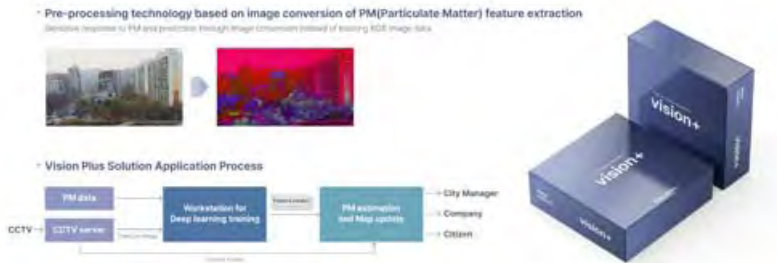 Pre-processing technology based on image conversion of PM(Particulate Matter) feature extraction
Sensitive response to PM and prediction through image conversion instead of existing RGB image data
Vision Plus Solution Application Process
PM data
CCTV
CCTV server
Workstation for
Deep learning training
PM estimation
and Map update
City Manager
Company
Citizen
vision+
vision+